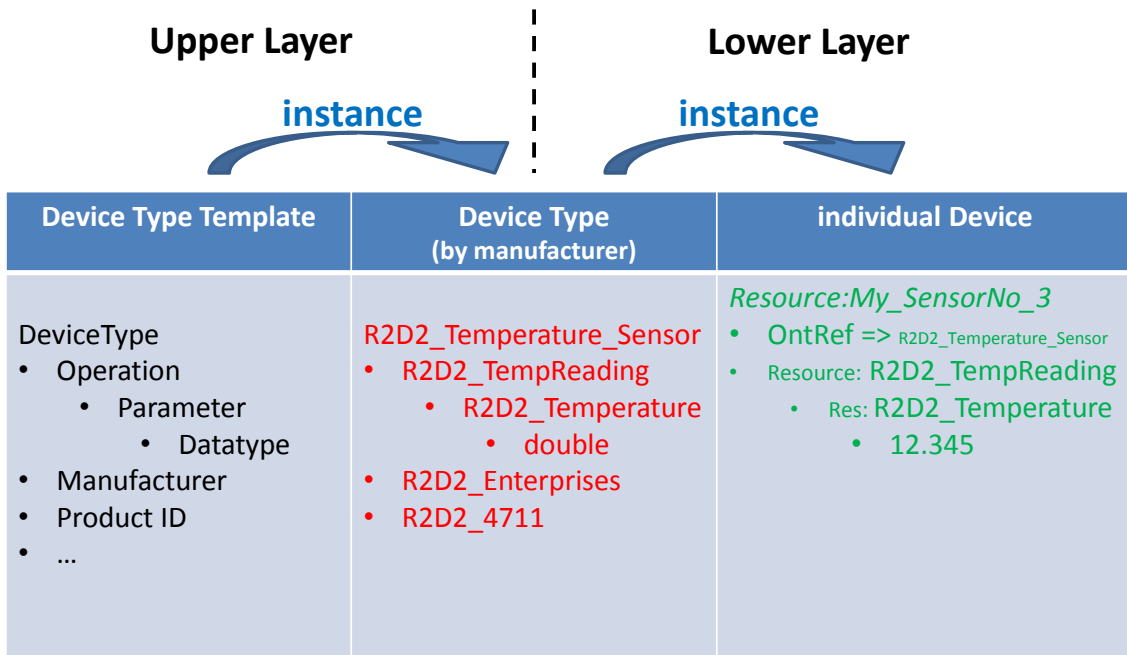 Upper Layer
Lower Layer
instance
instance
Device Type Template
Device Type
(by manufacturer)
individual Device
DeviceType
• Operation
• Parameter
• Datatype
• Manufacturer
• Product ID
• ...
R2D2_Temperature_Sensor
• R2D2_TempReading
• R2D2_Temperature
• double
• R2D2_Enterprises
• R2D2_4711
Resource:My_SensorNo_3
• OntRef => R2D2_Temperature_Sensor
• Resource: R2D2_TempReading
• Res: R2D2_Temperature
• 12.345